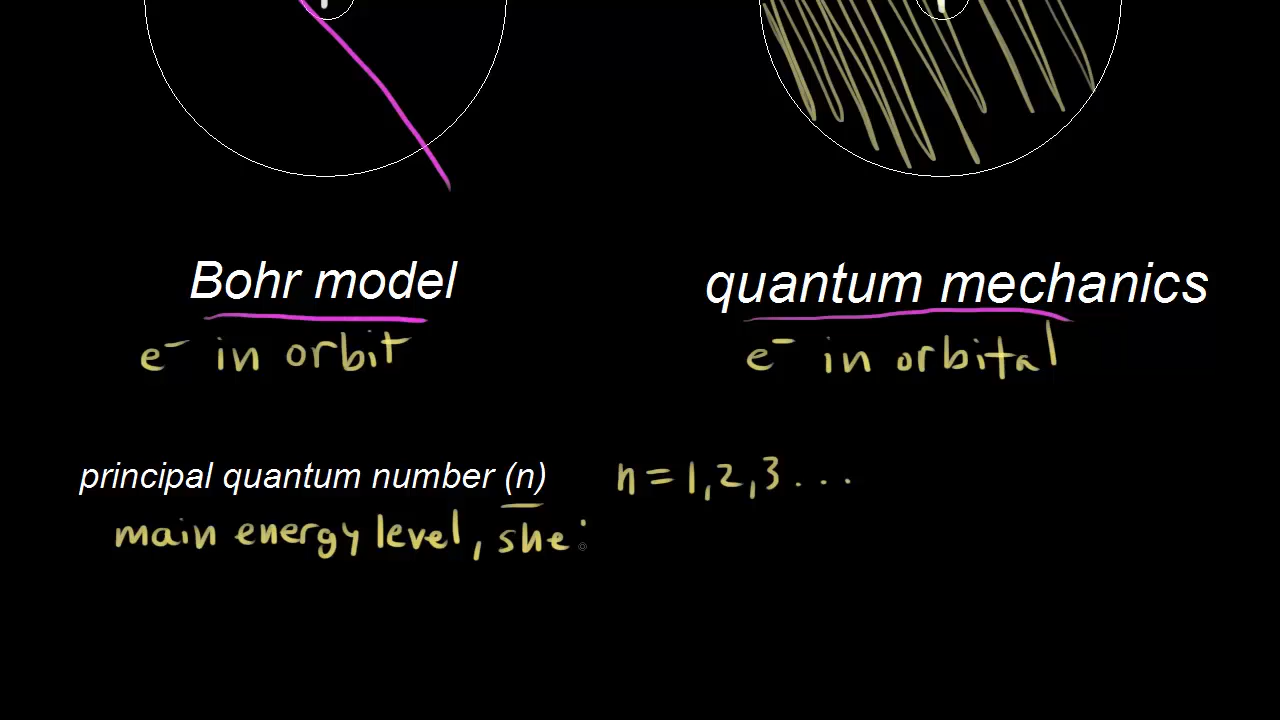 Bohr model
quantum mechanics
e⁻ in orbit
e⁻ in orbital
principal quantum number (n)
n = 1, 2, 3 ...
main energy level, she